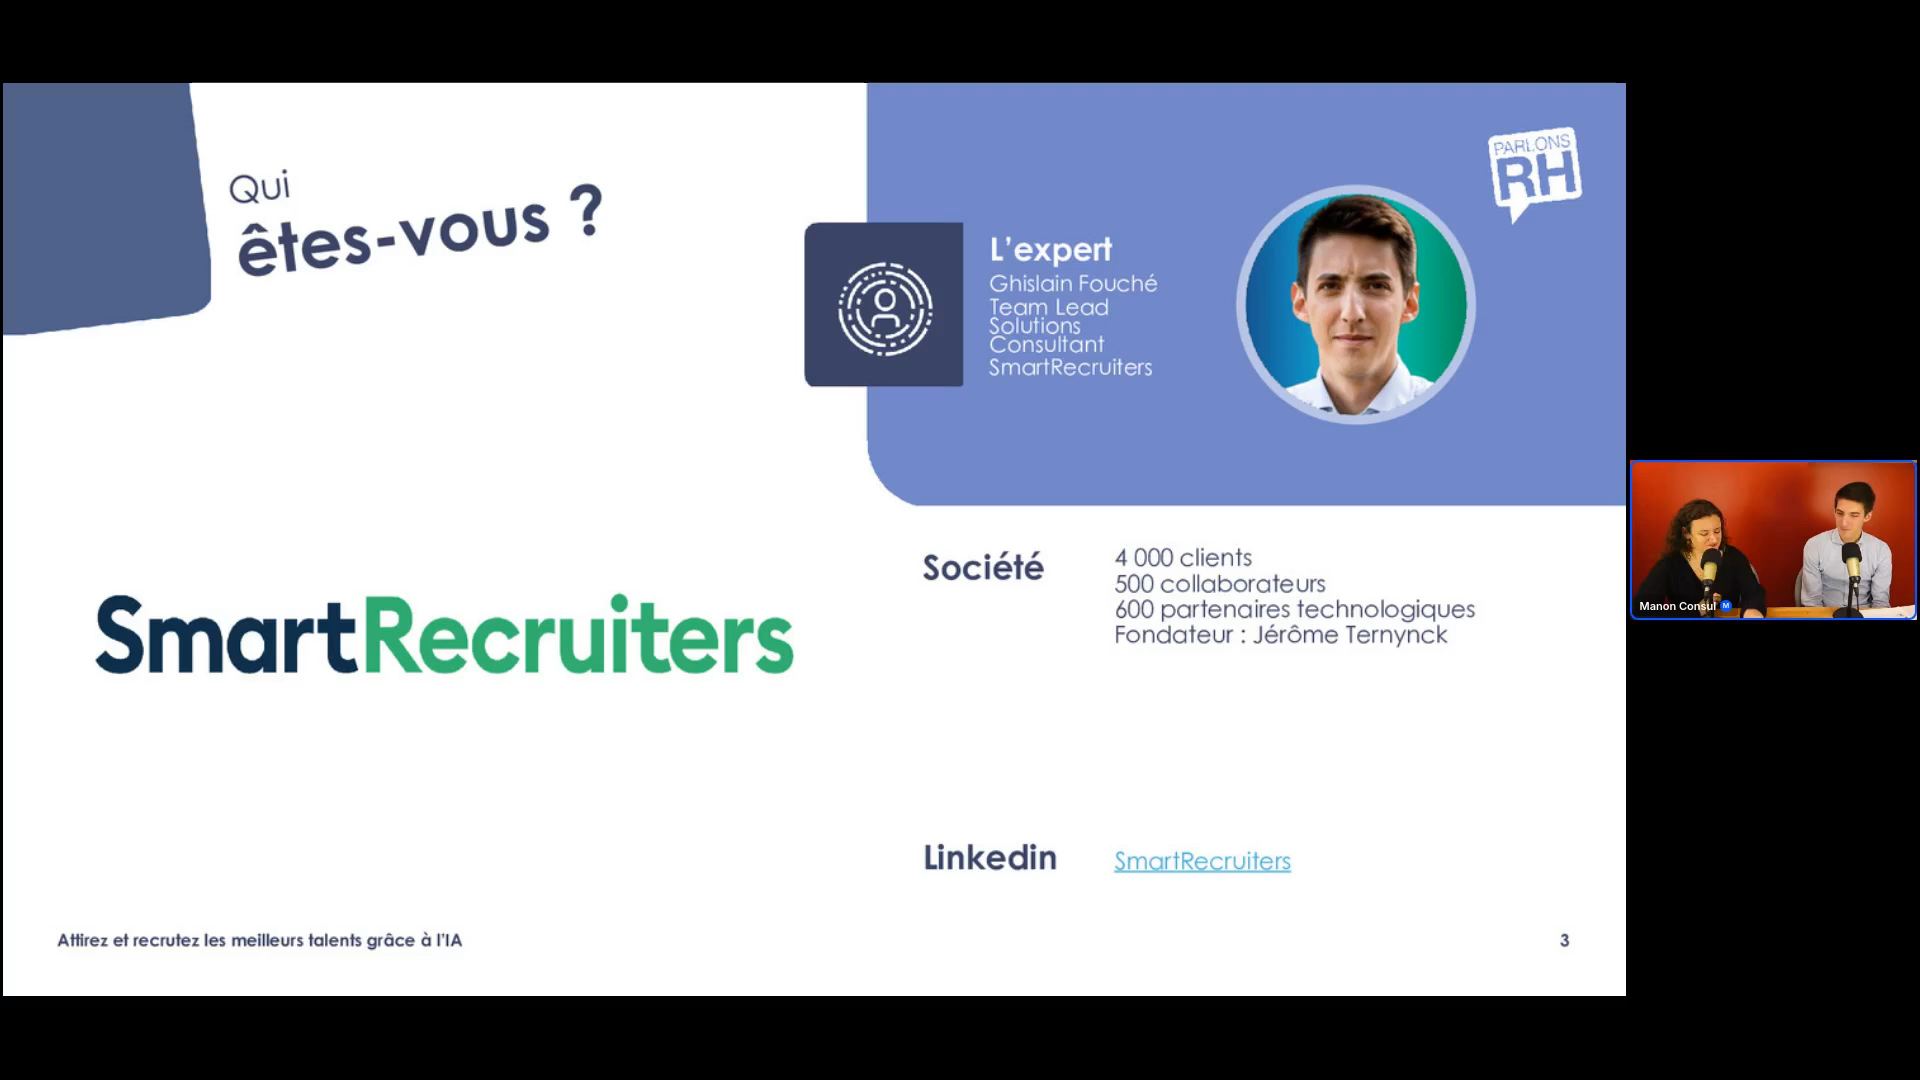 Qui
êtes-vous ?
PARLONS
RH
L'expert
Ghislain Fouché
Team Lead
Solutions
Consultant
SmartRecruiters
SmartRecruiters
Société
4 000 clients
500 collaborateurs
600 partenaires technologiques
Fondateur : Jérôme Ternynck
Manon Consul
M
Linkedin
SmartRecruiters
Attirez et recrutez les meilleurs talents grâce à l'IA
3